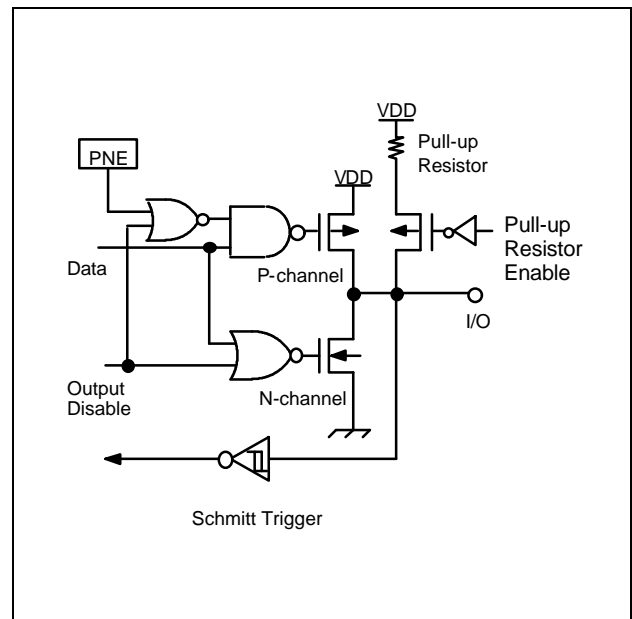 VDD
Pull-up
Resistor
PNE
VDD
Pull-up
Resistor
Enable
Data
P-channel
I/O
Output
Disable
N-channel
Schmitt Trigger